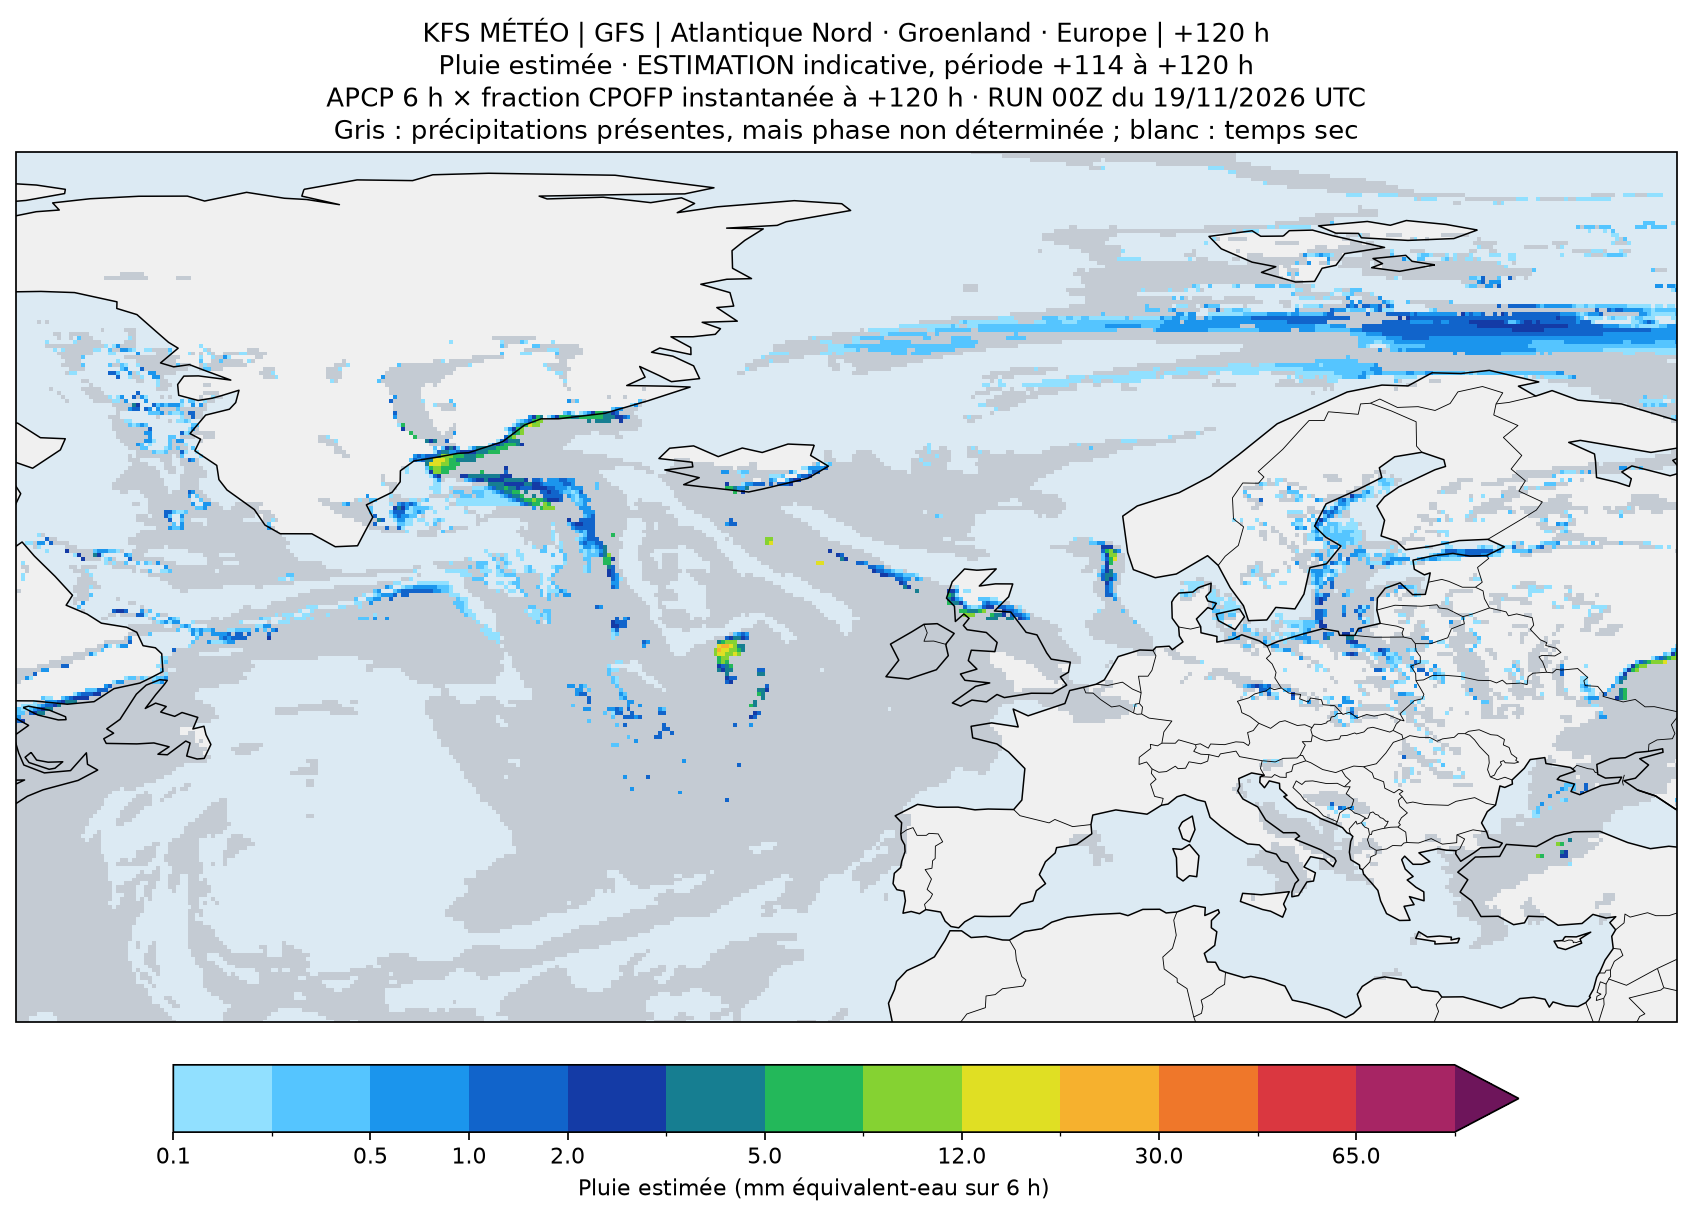 KFS MÉTÉO | GFS | Atlantique Nord · Groenland · Europe | +120 h
Pluie estimée · ESTIMATION indicative, période +114 à +120 h
APCP 6 h × fraction CPOFP instantanée à +120 h · RUN 00Z du 19/11/2026 UTC
Gris : précipitations présentes, mais phase non déterminée ; blanc : temps sec
0.1 0.5 1.0 2.0 5.0 12.0 30.0 65.0
Pluie estimée (mm équivalent-eau sur 6 h)